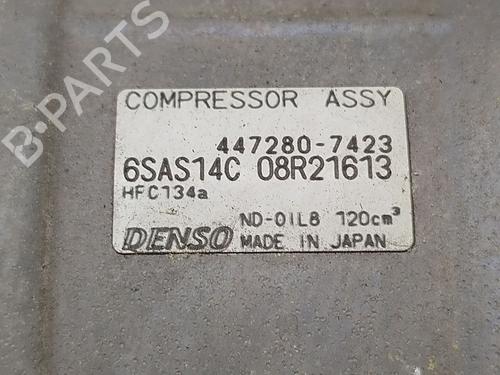 B-PARTS
COMPRESSOR ASSY
447280-7423
6SAS14C 08R21613
HFC134a
ND-OIL8 120cm³
DENSO MADE IN JAPAN